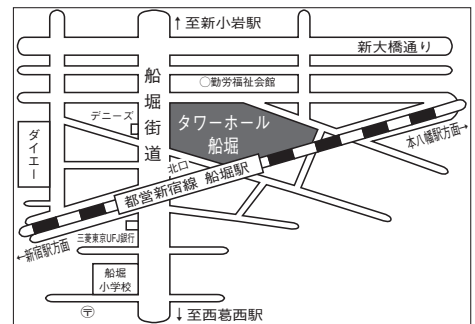 ↑至新小岩駅
新大橋通り
船堀街道
○勤労福祉会館
デニーズ
タワーホール
船堀
ダイエー
本八幡駅方面→
北口
都営新宿線 船堀駅
←新宿駅方面
三菱東京UFJ銀行
船堀
小学校
〒
↓至西葛西駅